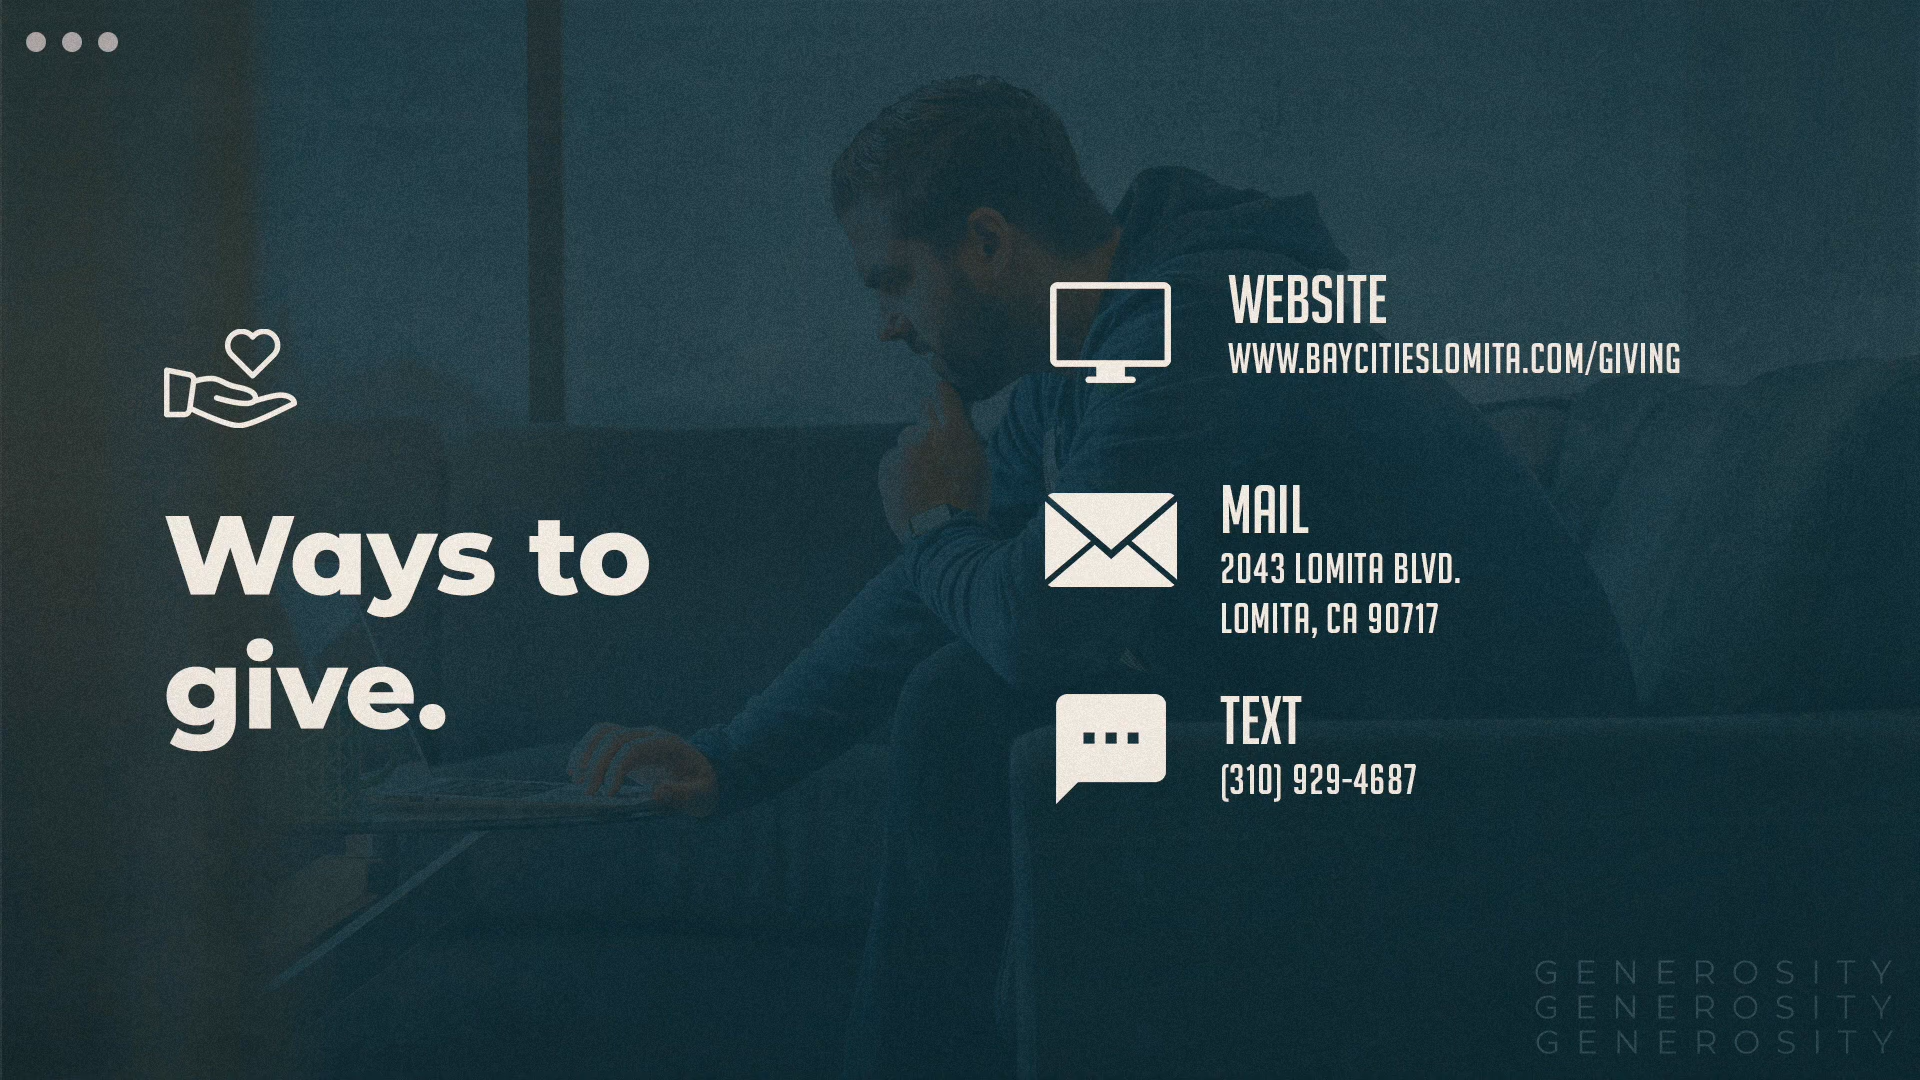 Ways to
give.
WEBSITE
WWW.BAYCITIESLOMITA.COM/GIVING
MAIL
2043 LOMITA BLVD.
LOMITA, CA 90717
TEXT
(310) 929-4687
GENEROSITY
GENEROSITY
GENEROSITY